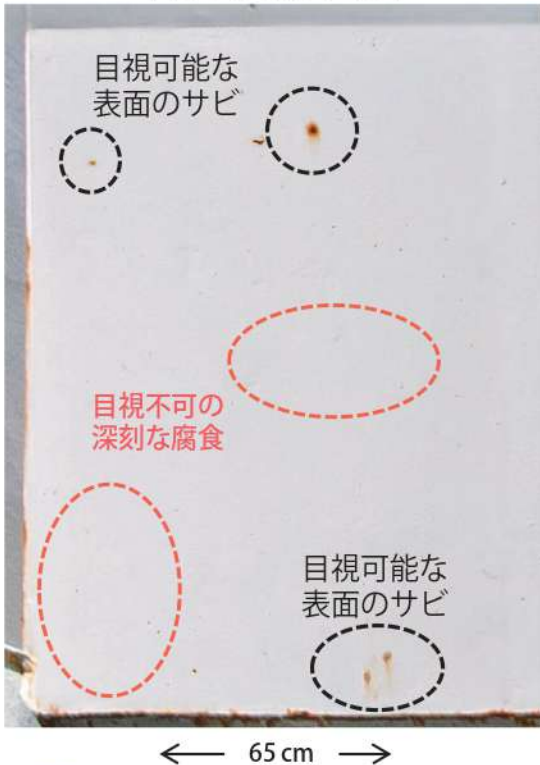 目視可能な
表面のサビ
目視不可の
深刻な腐食
目視可能な
表面のサビ
65 cm